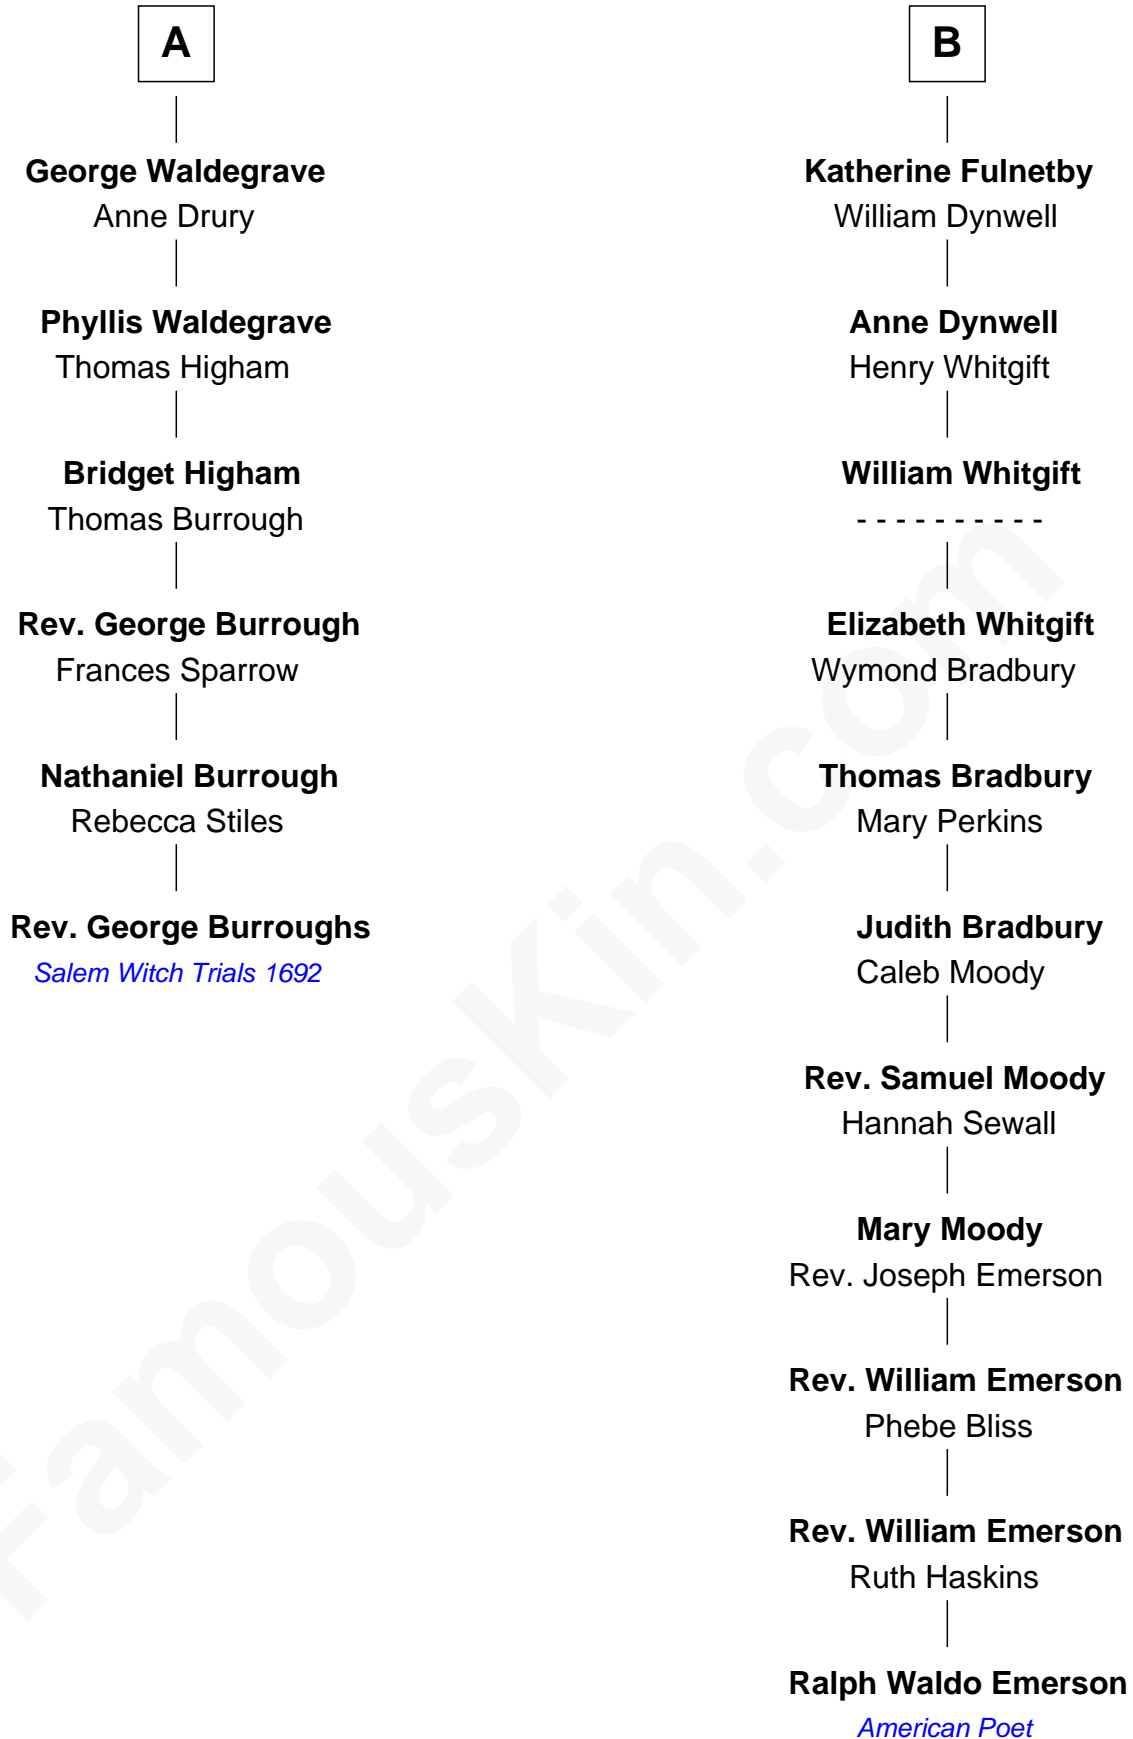 A
George Waldegrave
Anne Drury
Phyllis Waldegrave
Thomas Higham
Bridget Higham
Thomas Burrough
Rev. George Burrough
Frances Sparrow
Nathaniel Burrough
Rebecca Stiles
Rev. George Burroughs
Salem Witch Trials 1692
B
Katherine Fulnetby
William Dynwell
Anne Dynwell
Henry Whitgift
William Whitgift
- - - - - - - - - -
Elizabeth Whitgift
Wymond Bradbury
Thomas Bradbury
Mary Perkins
Judith Bradbury
Caleb Moody
Rev. Samuel Moody
Hannah Sewall
Mary Moody
Rev. Joseph Emerson
Rev. William Emerson
Phebe Bliss
Rev. William Emerson
Ruth Haskins
Ralph Waldo Emerson
American Poet
FamousKin.com